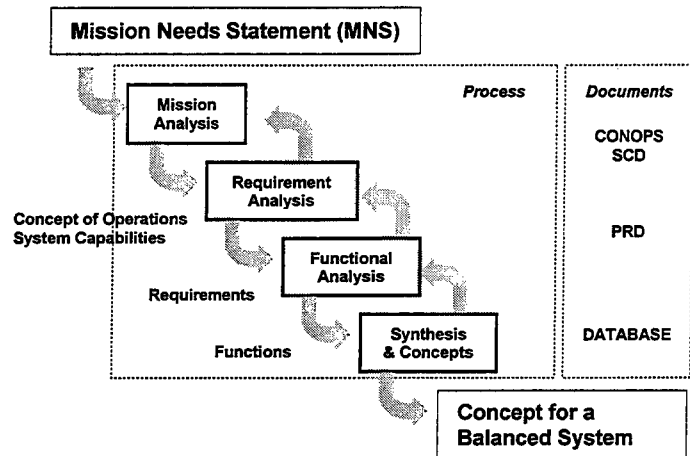 Mission Needs Statement (MNS)
Process
Documents
Mission
Analysis
CONOPS
SCD
Requirement
Analysis
Concept of Operations
System Capabilities
PRD
Functional
Analysis
Requirements
Synthesis
& Concepts
Functions
DATABASE
Concept for a
Balanced System